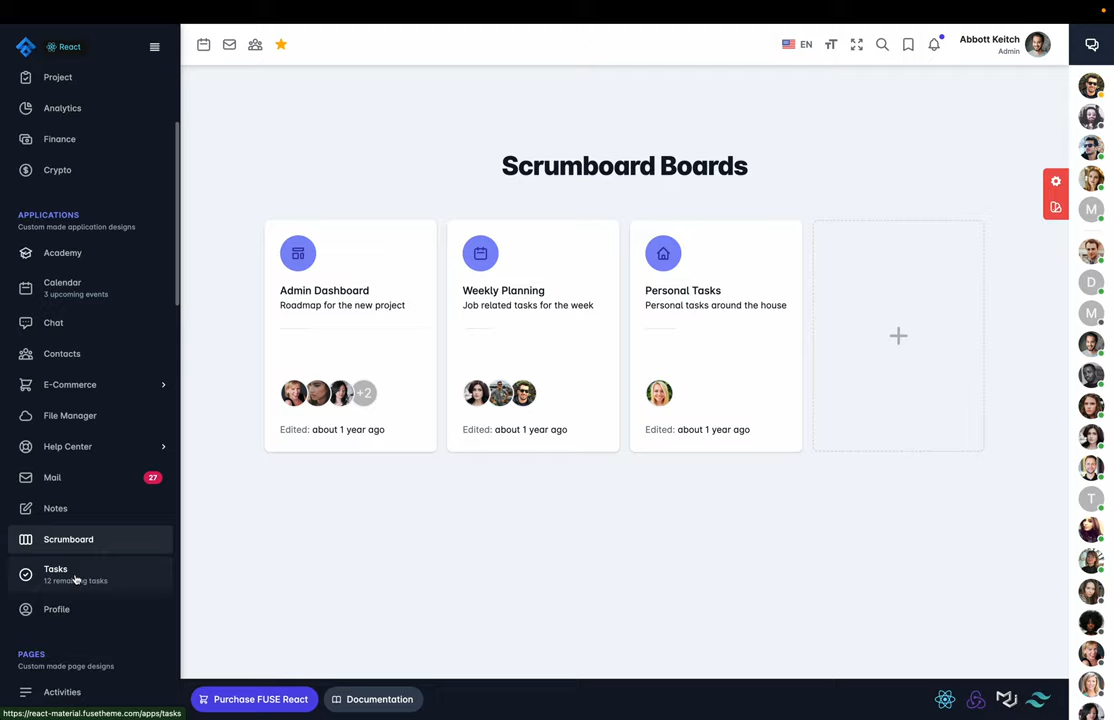 React
Project
Analytics
Finance
Crypto
APPLICATIONS
Custom made application designs
Academy
Calendar
3 upcoming events
Chat
Contacts
E-Commerce
File Manager
Help Center
Mail 27
Notes
Scrumboard
Tasks
12 remaining tasks
Profile
PAGES
Custom made page designs
Activities
https://react-material.fusetheme.com/apps/tasks
EN
Abbott Keitch
Admin
Scrumboard Boards
Admin Dashboard
Roadmap for the new project
+2
Edited: about 1 year ago
Weekly Planning
Job related tasks for the week
Edited: about 1 year ago
Personal Tasks
Personal tasks around the house
Edited: about 1 year ago
M
D
M
T
Purchase FUSE React
Documentation